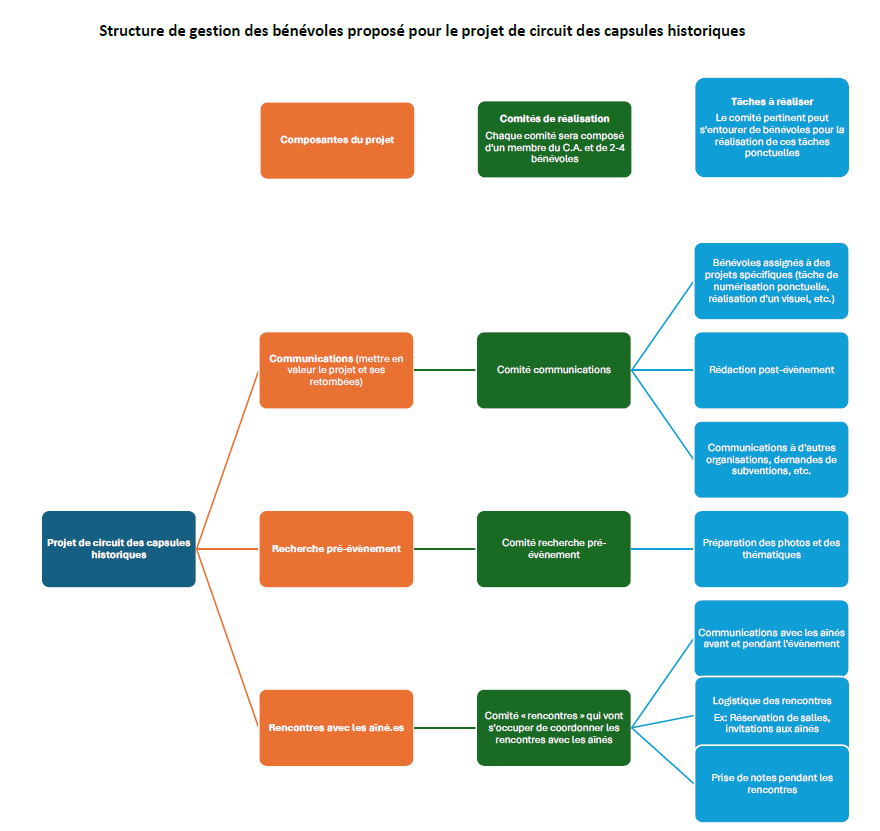 Structure de gestion des bénévoles proposé pour le projet de circuit des capsules historiques
Composantes du projet
Comités de réalisation
Chaque comité sera composé
d'un membre du C.A. et de 2-4
bénévoles
Tâches à réaliser
Le comité pertinent peut
s'entourer de bénévoles pour la
réalisation de ces tâches
ponctuelles
Projet de circuit des capsules
historiques
Communications (mettre en
valeur le projet et ses
retombées)
Comité communications
Bénévoles assignés à des
projets spécifiques (tâche de
numérisation ponctuelle,
réalisation d'un visuel, etc.)
Rédaction post-évènement
Communications à d'autres
organisations, demandes de
subventions, etc.
Recherche pré-évènement
Comité recherche pré-
évènement
Préparation des photos et des
thématiques
Rencontres avec les aîné.es
Comité « rencontres » qui vont
s'occuper de coordonner les
rencontres avec les aînés
Communications avec les aînés
avant et pendant l'évènement
Logistique des rencontres
Ex: Réservation de salles,
invitations aux aînés
Prise de notes pendant les
rencontres